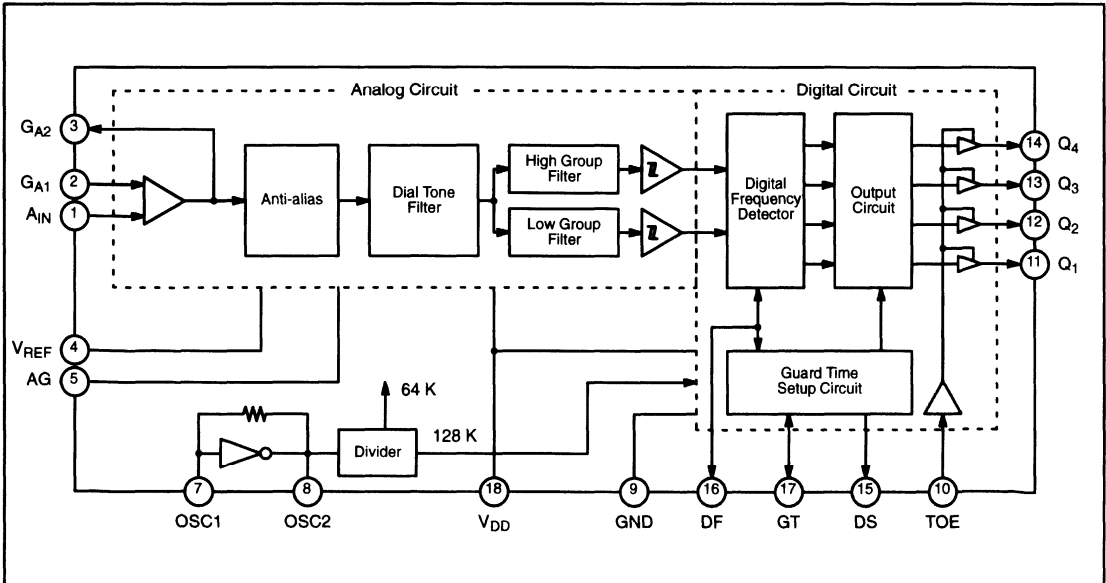 Analog Circuit
Digital Circuit
GA2
3
GA1
2
AIN
1
Anti-alias
Dial Tone
Filter
High Group
Filter
Low Group
Filter
Digital
Frequency
Detector
Output
Circuit
14
Q4
13
Q3
12
Q2
11
Q1
VREF
4
AG
5
64 K
128 K
Divider
Guard Time
Setup Circuit
7
8
18
9
16
17
15
10
OSC1
OSC2
VDD
GND
DF
GT
DS
TOE